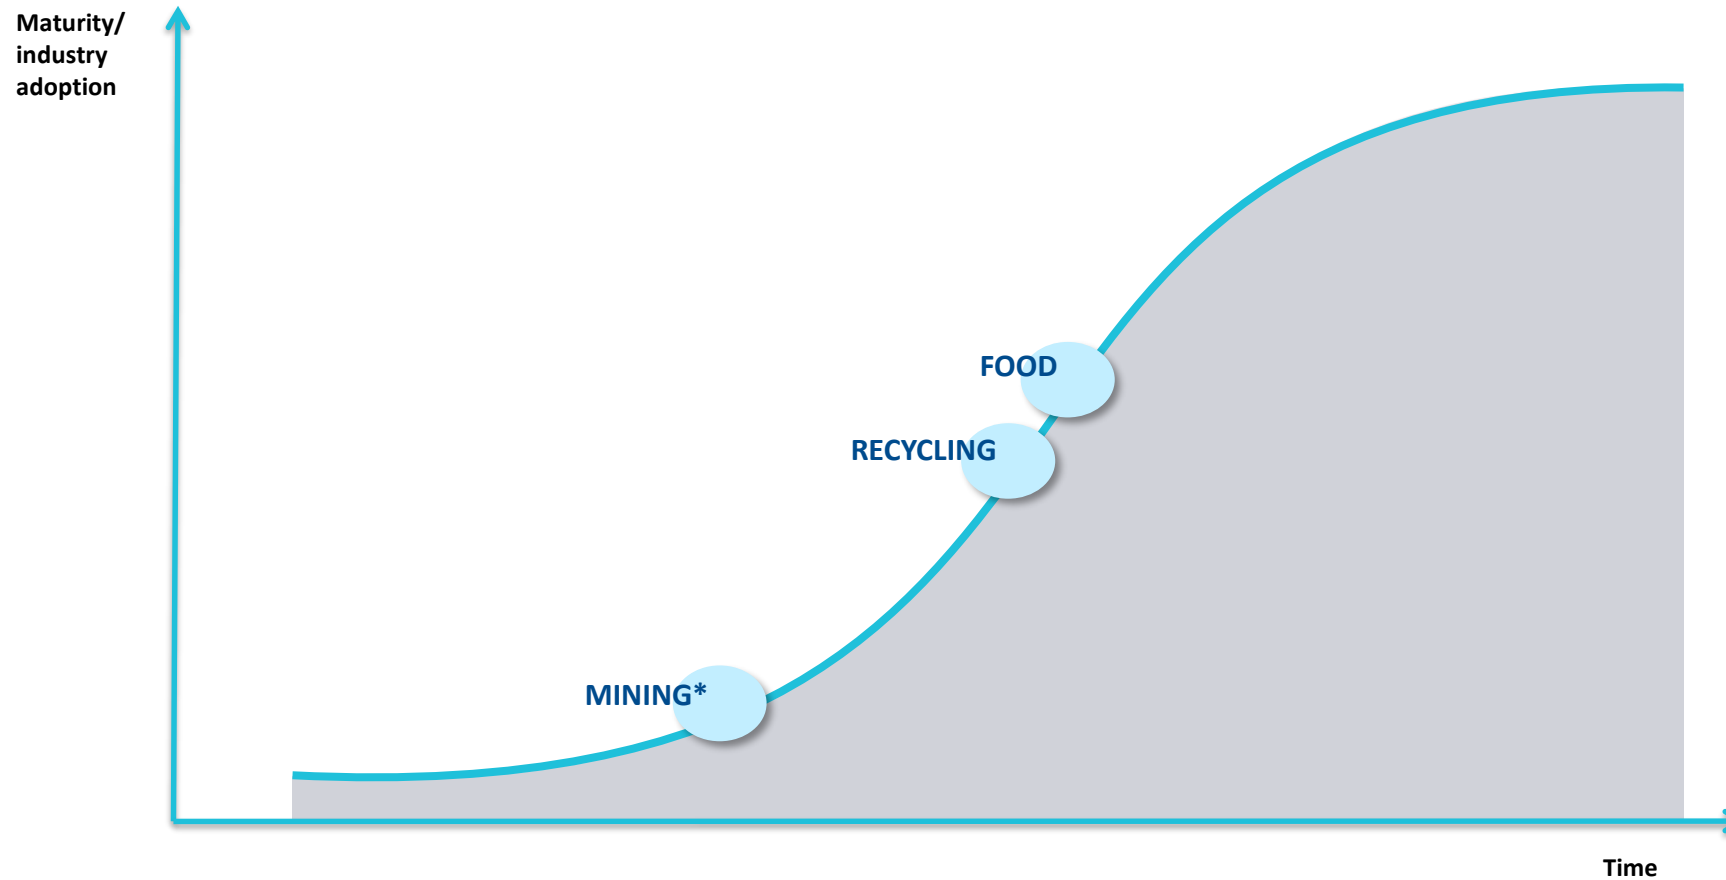 Maturity/
industry
adoption
FOOD
RECYCLING
MINING*
Time